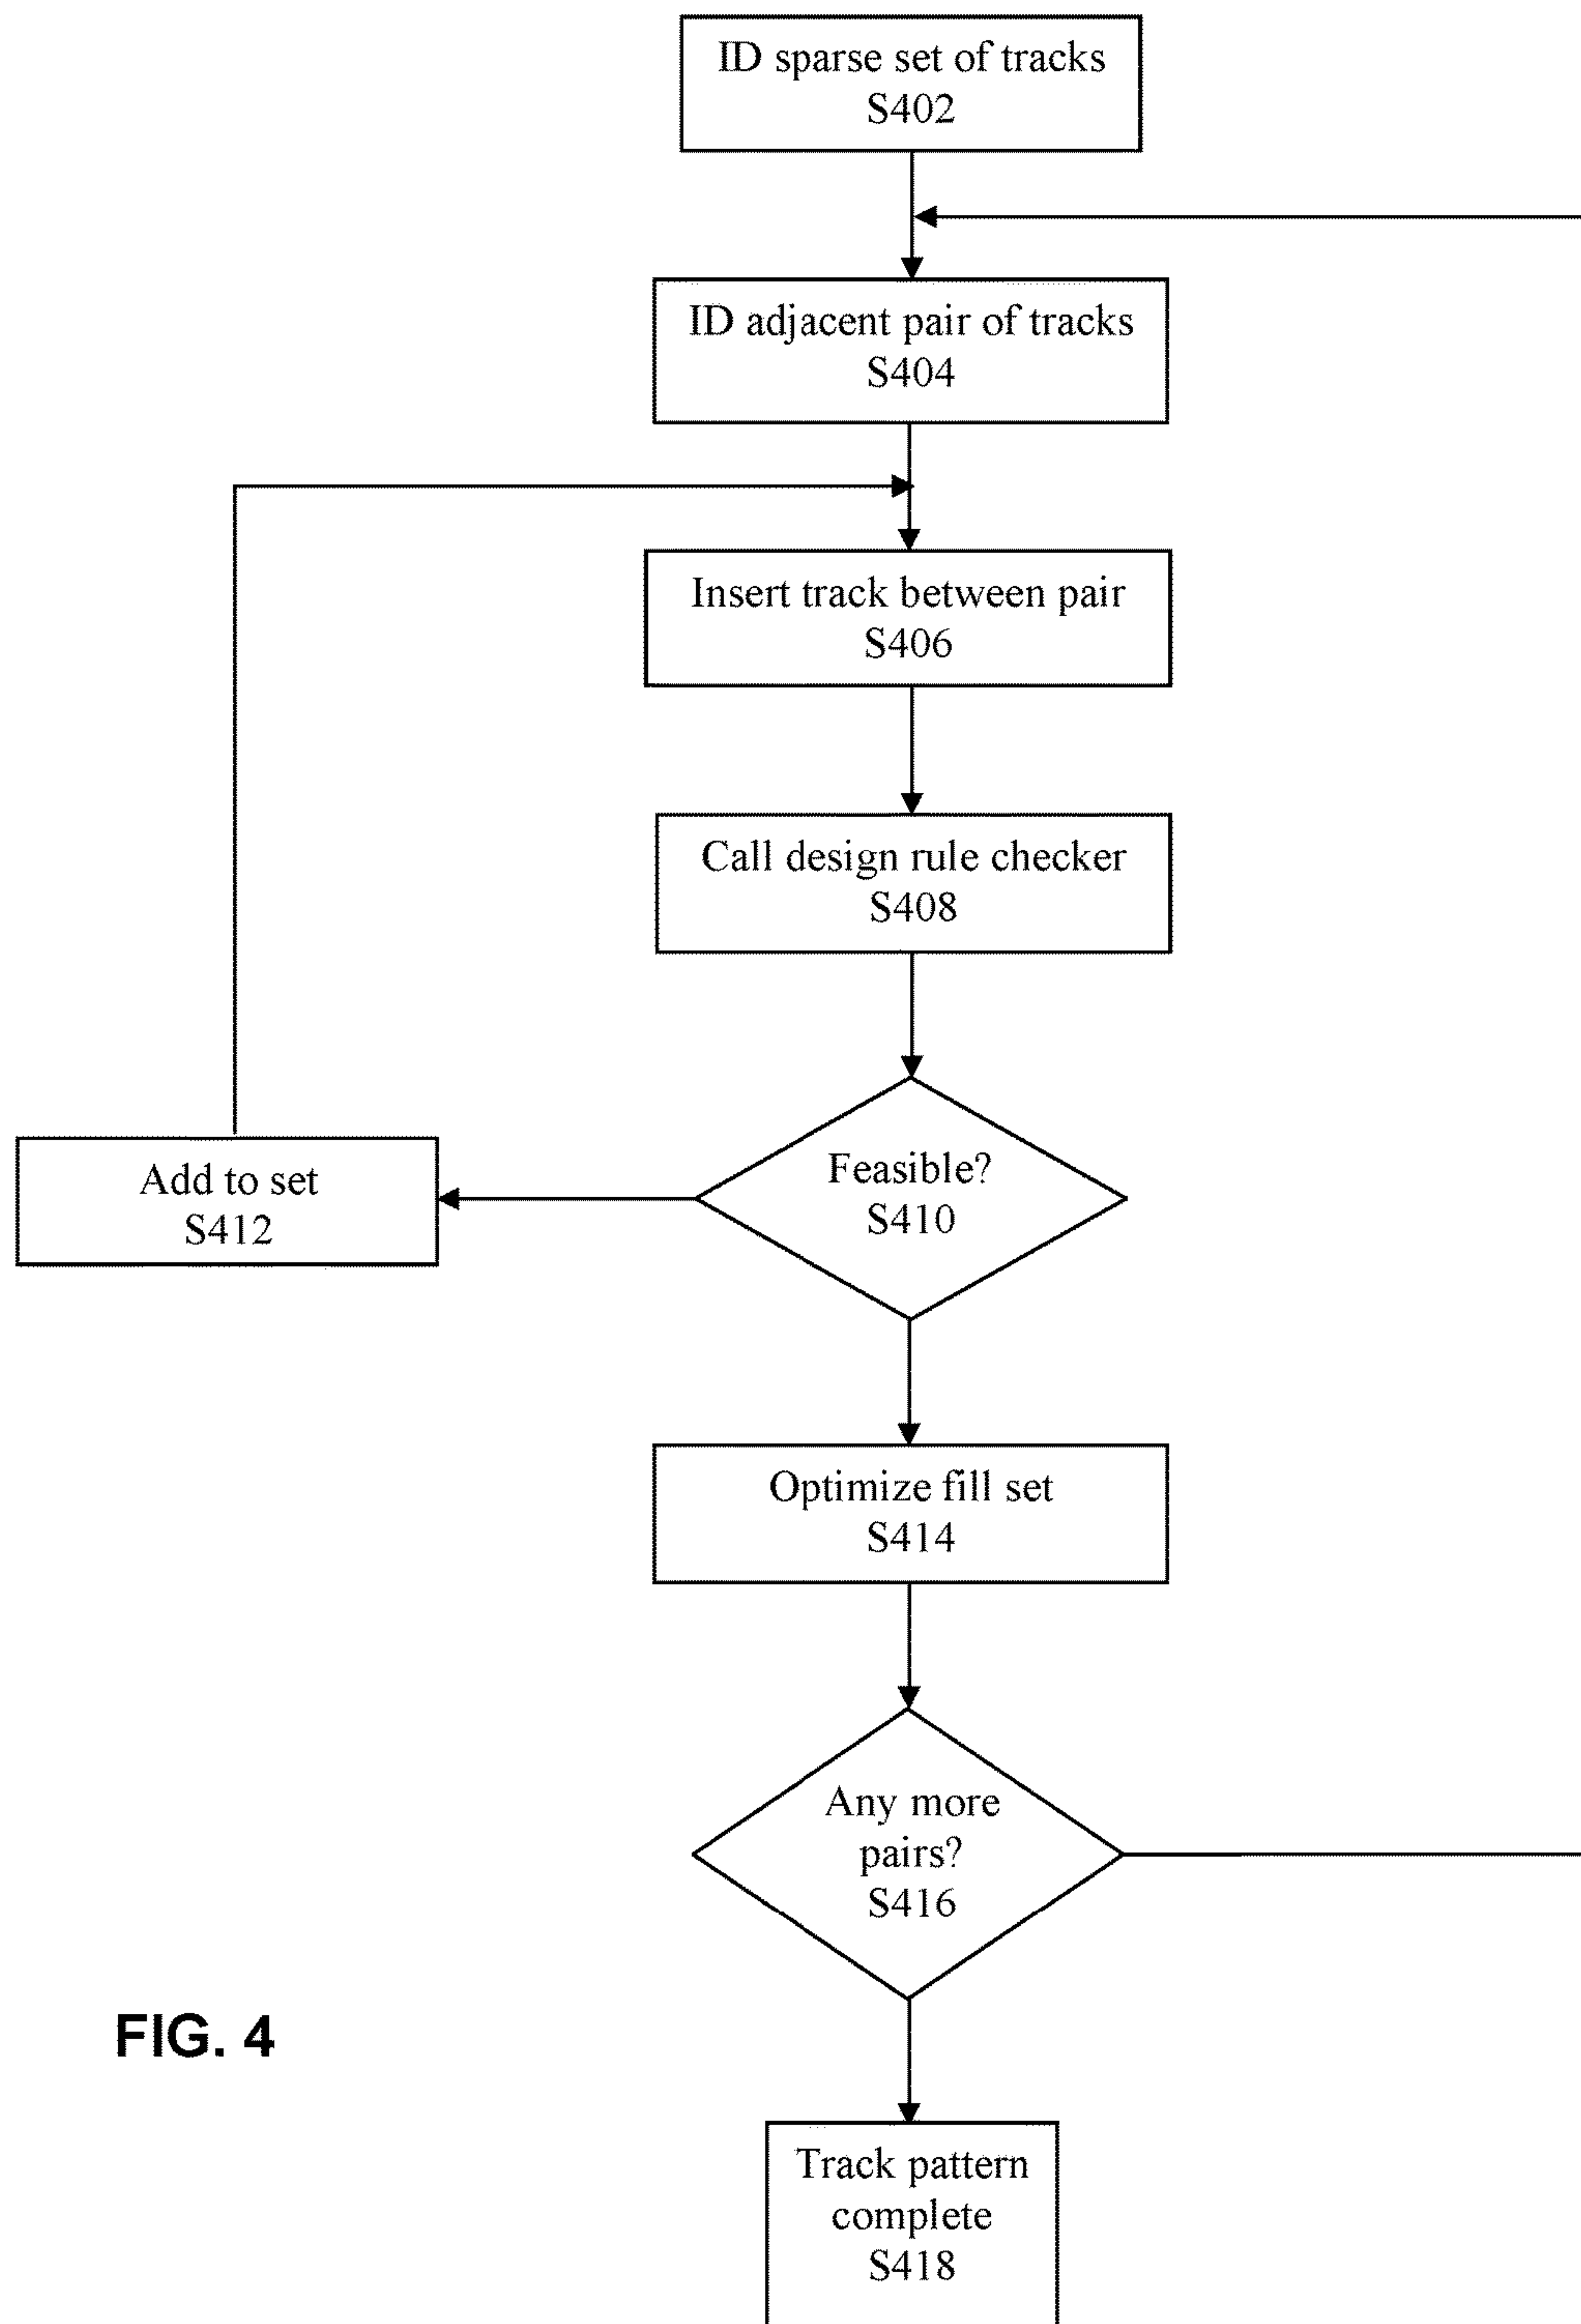 ID sparse set of tracks
S402
ID adjacent pair of tracks
S404
Insert track between pair
S406
Call design rule checker
S408
Feasible?
S410
Add to set
S412
Optimize fill set
S414
Any more
pairs?
S416
Track pattern
complete
S418
FIG. 4